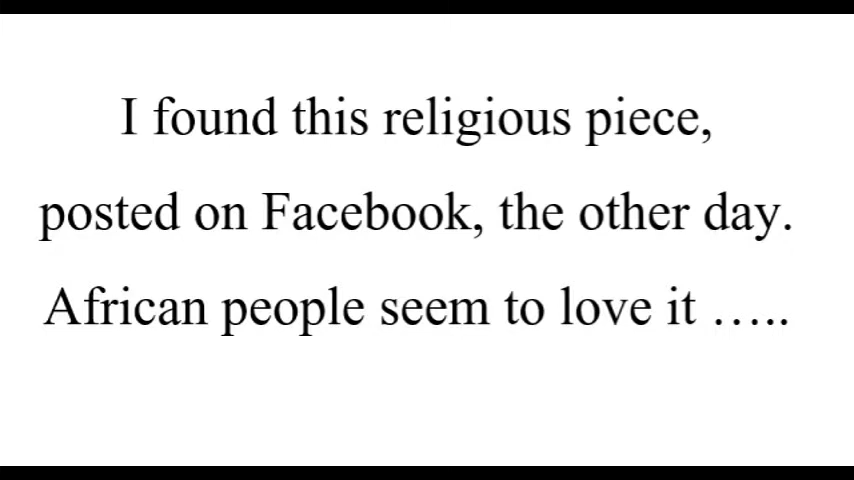 I found this religious piece,
posted on Facebook, the other day.
African people seem to love it …..